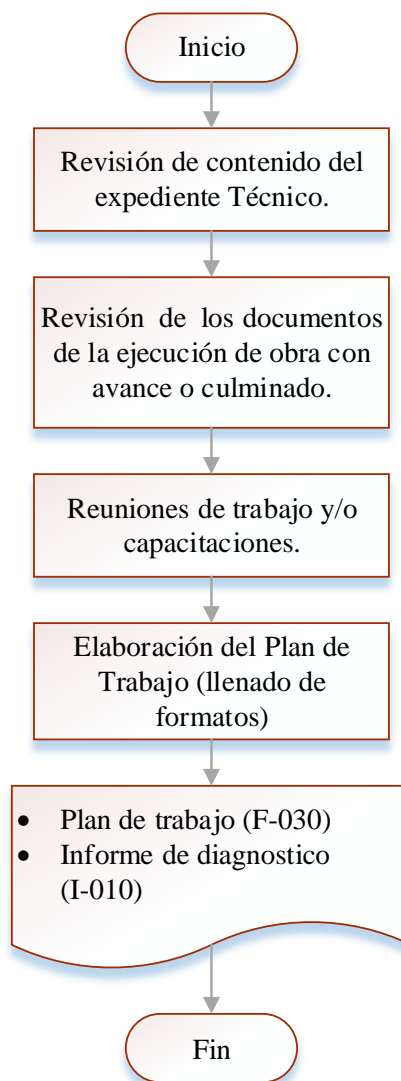 Inicio
Revisión de contenido del
expediente Técnico.
Revisión de los documentos
de la ejecución de obra con
avance o culminado.
Reuniones de trabajo y/o
capacitaciones.
Elaboración del Plan de
Trabajo (llenado de
formatos)
• Plan de trabajo (F-030)
• Informe de diagnostico
(I-010)
Fin